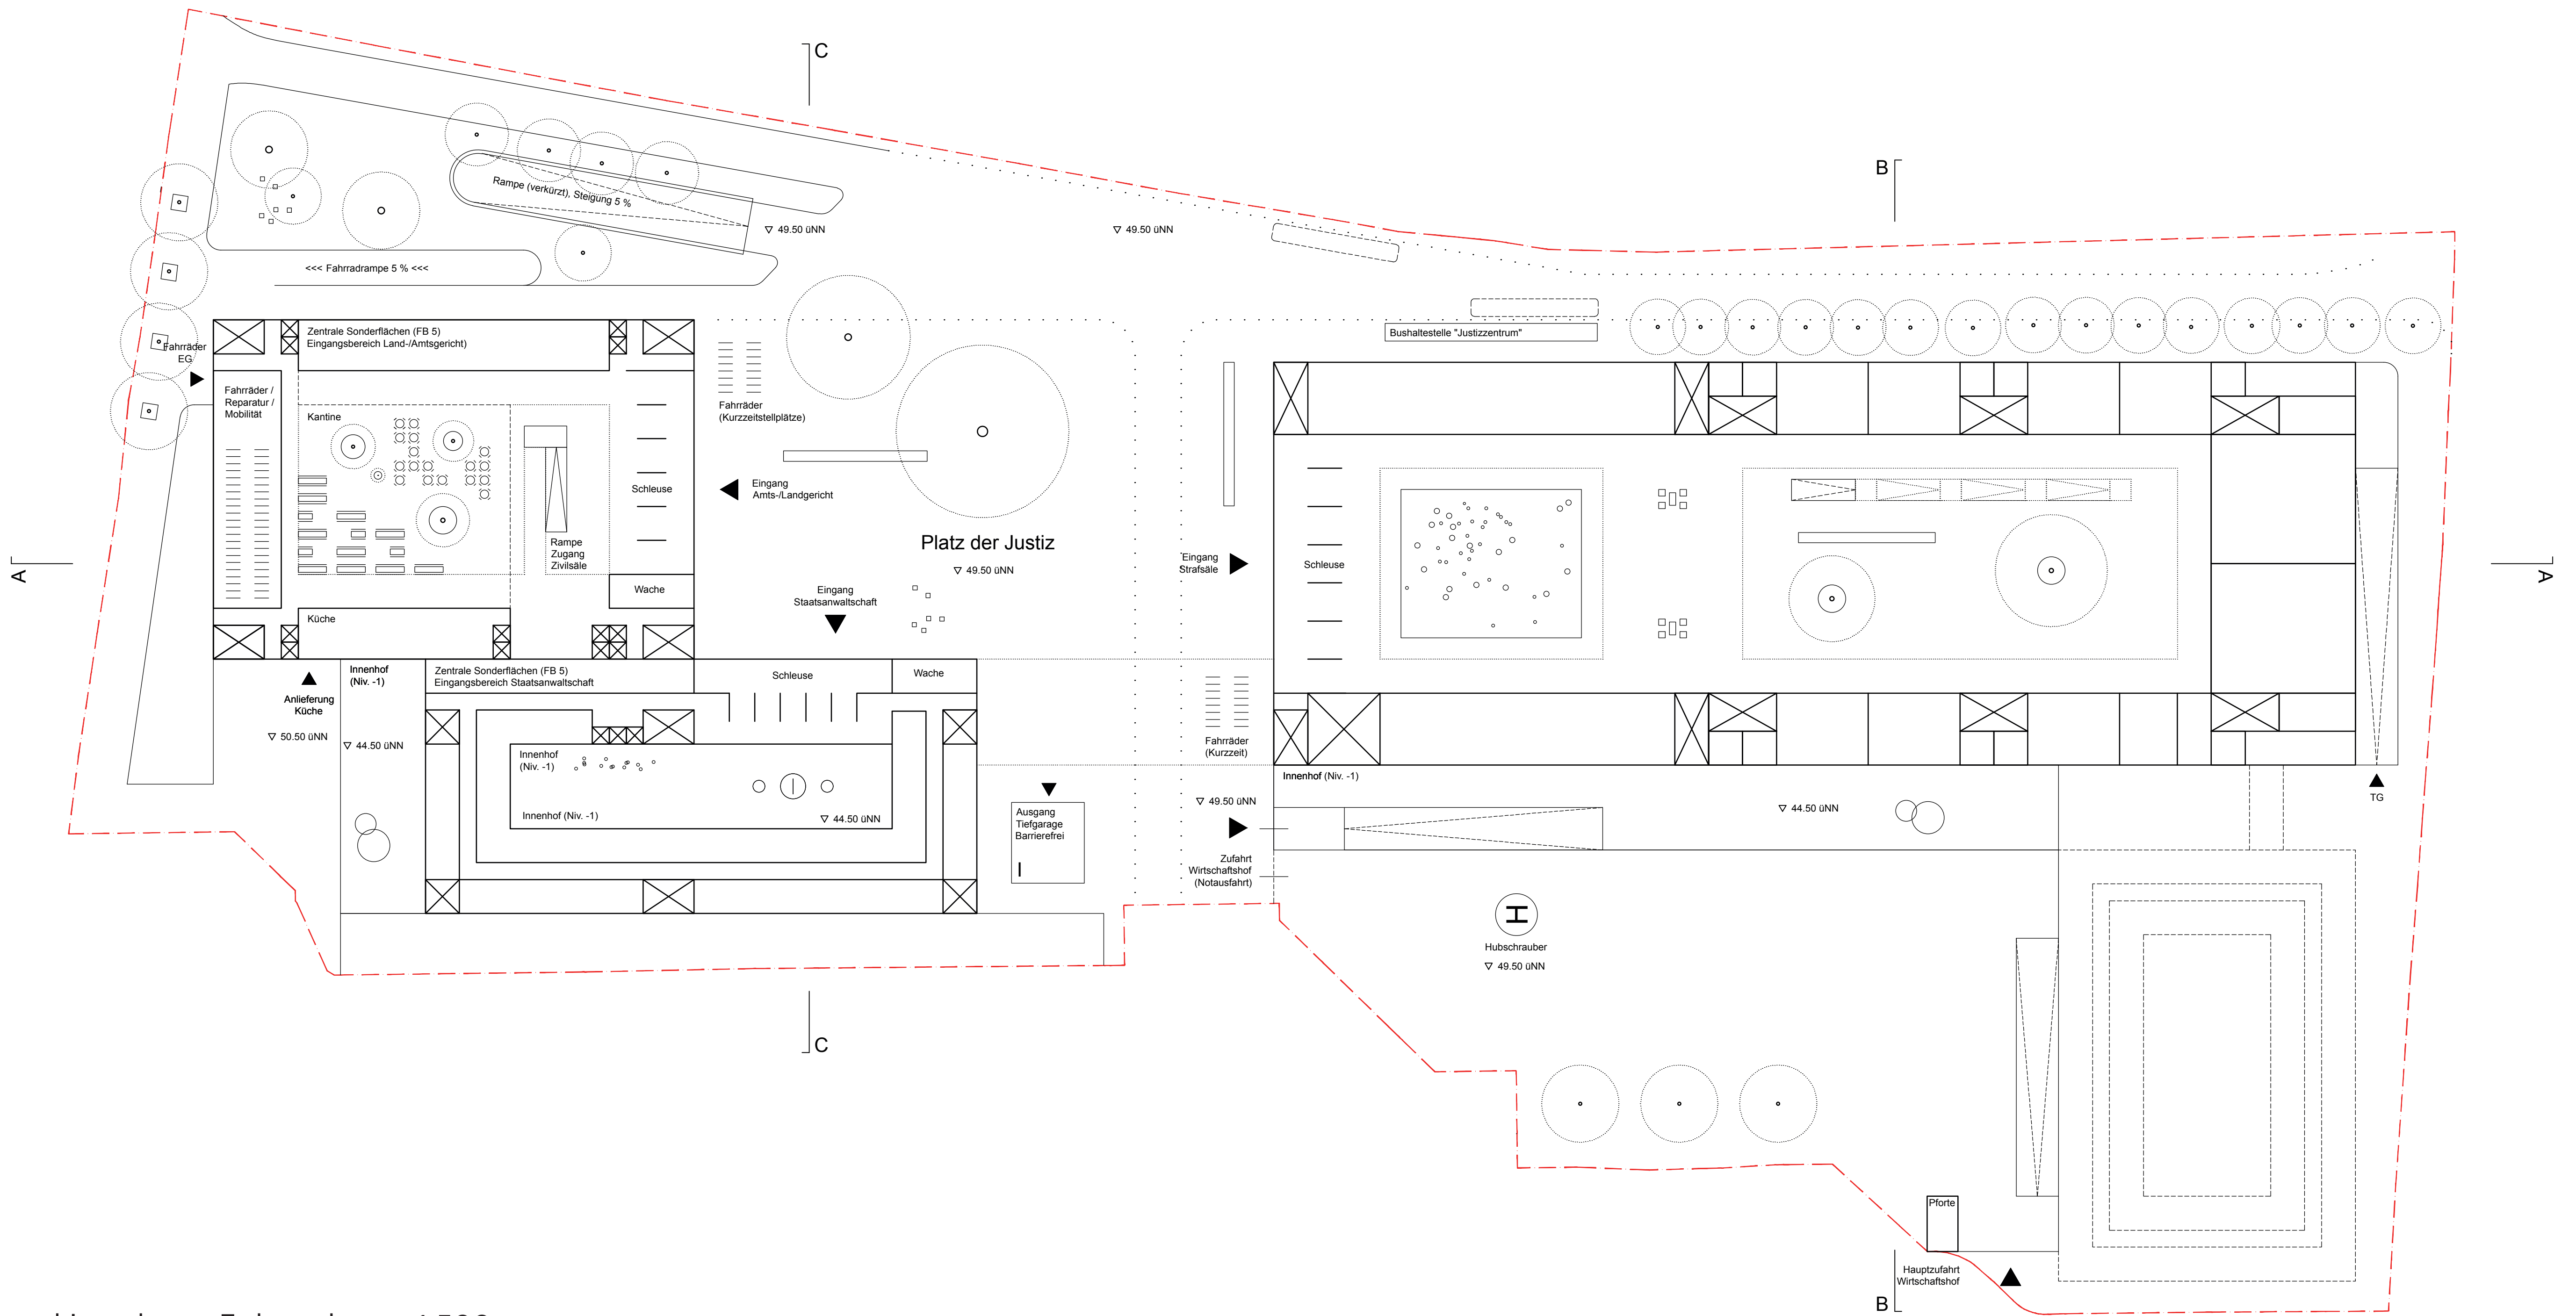 C
B
Rampe (verkürzt), Steigung 5 %
49.50 üNN
49.50 üNN
<<< Fahrradrampe 5 % <<<
Zentrale Sonderflächen (FB 5)
Eingangsbereich Land-/Amtsgericht)
Bushaltestelle "Justizzentrum"
Fahrräder
EG
Fahrräder /
Reparatur /
Mobilität
Kantine
Fahrräder
(Kurzzeitstellplätze)
Schleuse
Eingang
Amts-/Landgericht
Rampe
Zugang
Zivilsäle
Platz der Justiz
49.50 üNN
Eingang
Strafsäle
Schleuse
A
A
Wache
Eingang
Staatsanwaltschaft
Küche
Innenhof
(Niv. -1)
Zentrale Sonderflächen (FB 5)
Eingangsbereich Staatsanwaltschaft
Schleuse
Wache
Anlieferung
Küche
50.50 üNN
44.50 üNN
Innenhof
(Niv. -1)
Innenhof (Niv. -1)
44.50 üNN
Fahrräder
(Kurzzeit)
Innenhof (Niv. -1)
49.50 üNN
44.50 üNN
TG
Ausgang
Tiefgarage
Barrierefrei
Zufahrt
Wirtschaftshof
(Notausfahrt)
H
Hubschrauber
49.50 üNN
C
Pforte
Hauptzufahrt
Wirtschaftshof
B